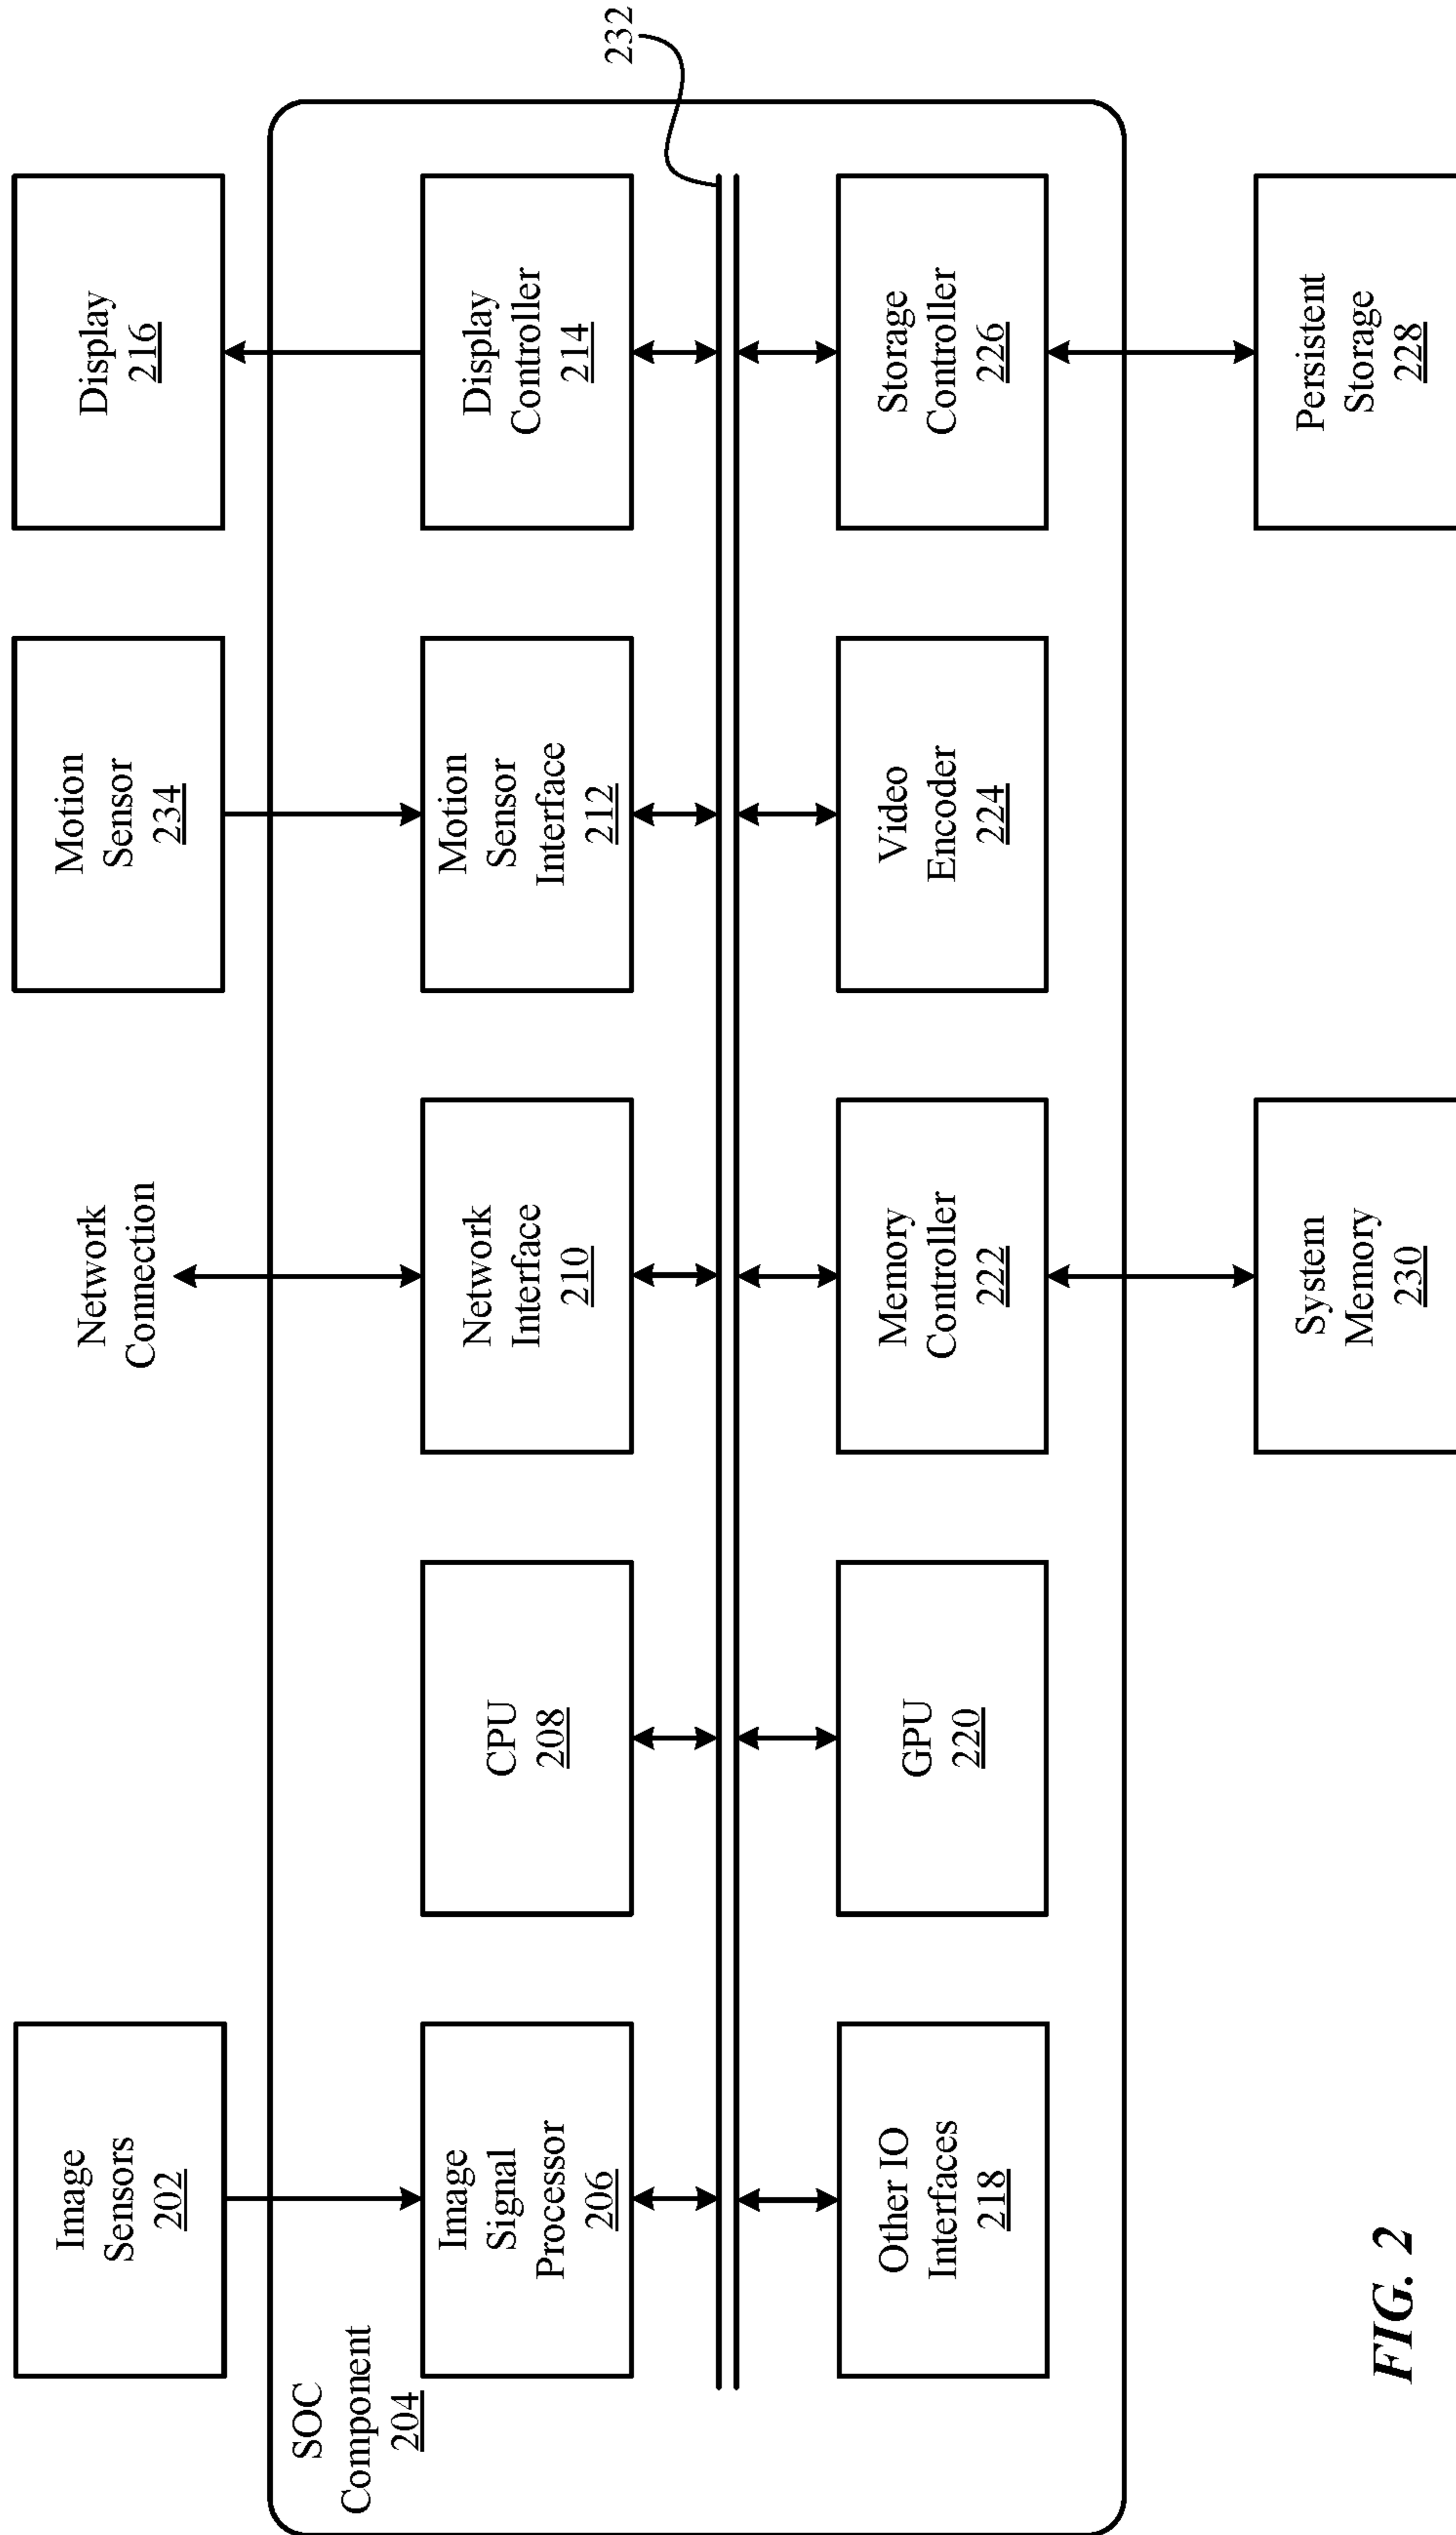 Image
Sensors
202
Network
Connection
Motion
Sensor
234
Display
216
SOC
Component
204
Image
Signal
Processor
206
CPU
208
Network
Interface
210
Motion
Sensor
Interface
212
Display
Controller
214
232
Other IO
Interfaces
218
GPU
220
Memory
Controller
222
Video
Encoder
224
Storage
Controller
226
System
Memory
230
Persistent
Storage
228
FIG. 2